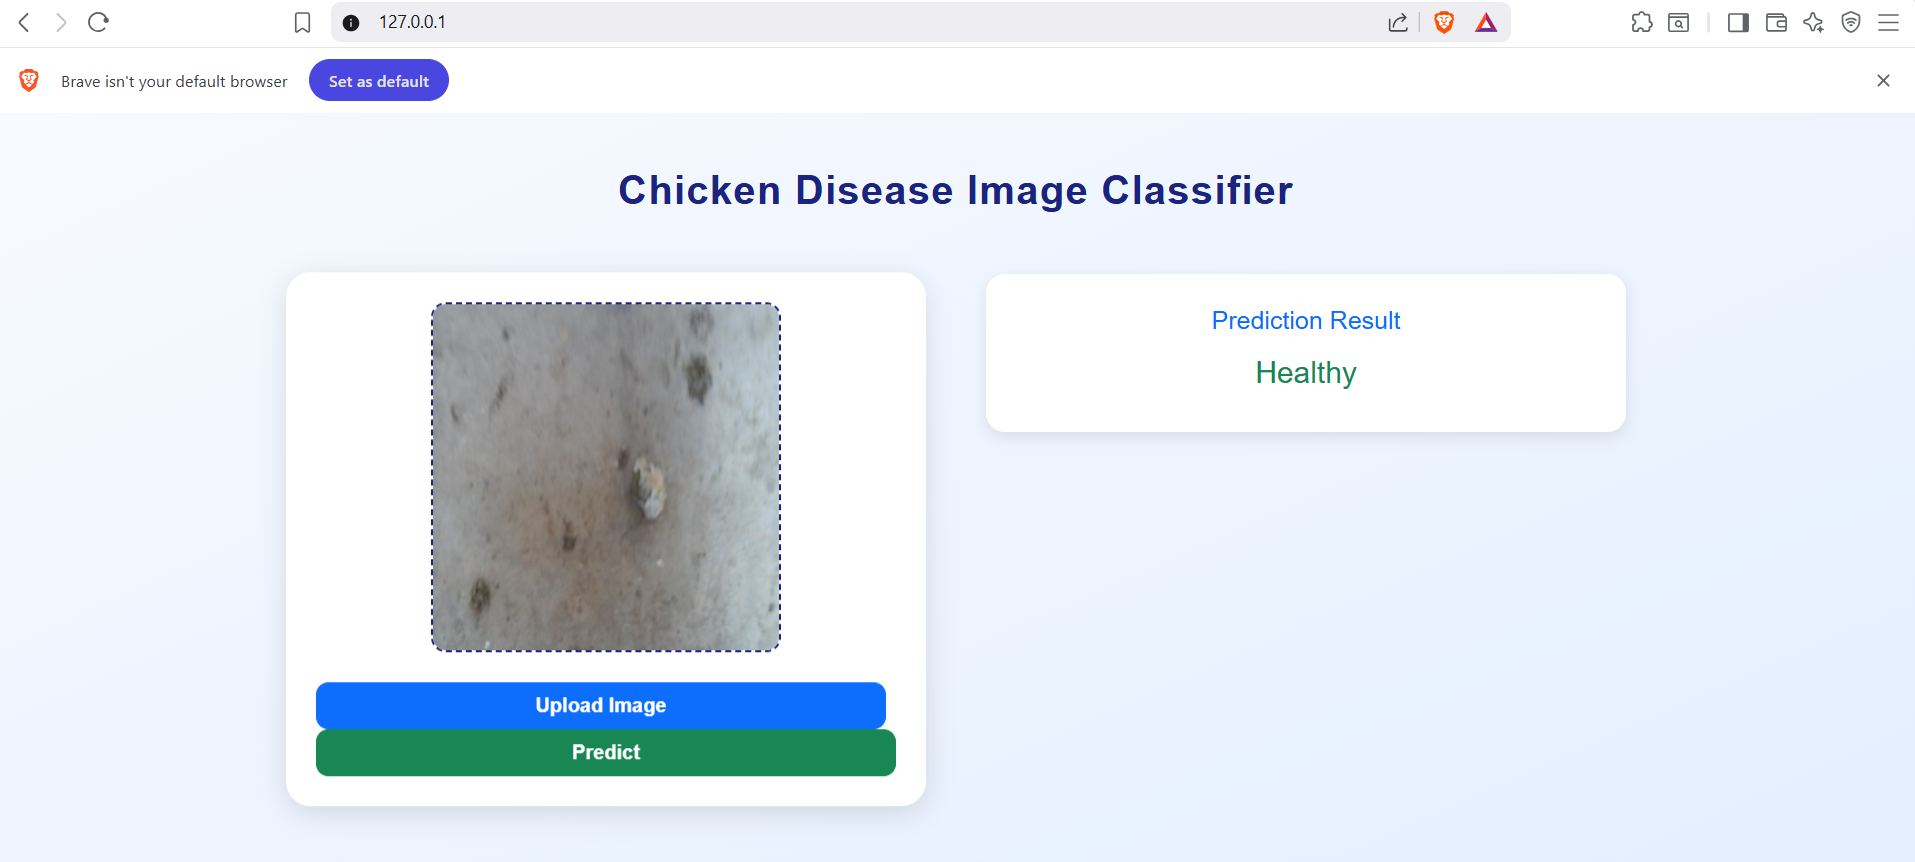 127.0.0.1
Brave isn't your default browser
Set as default
Chicken Disease Image Classifier
Prediction Result
Healthy
Upload Image
Predict